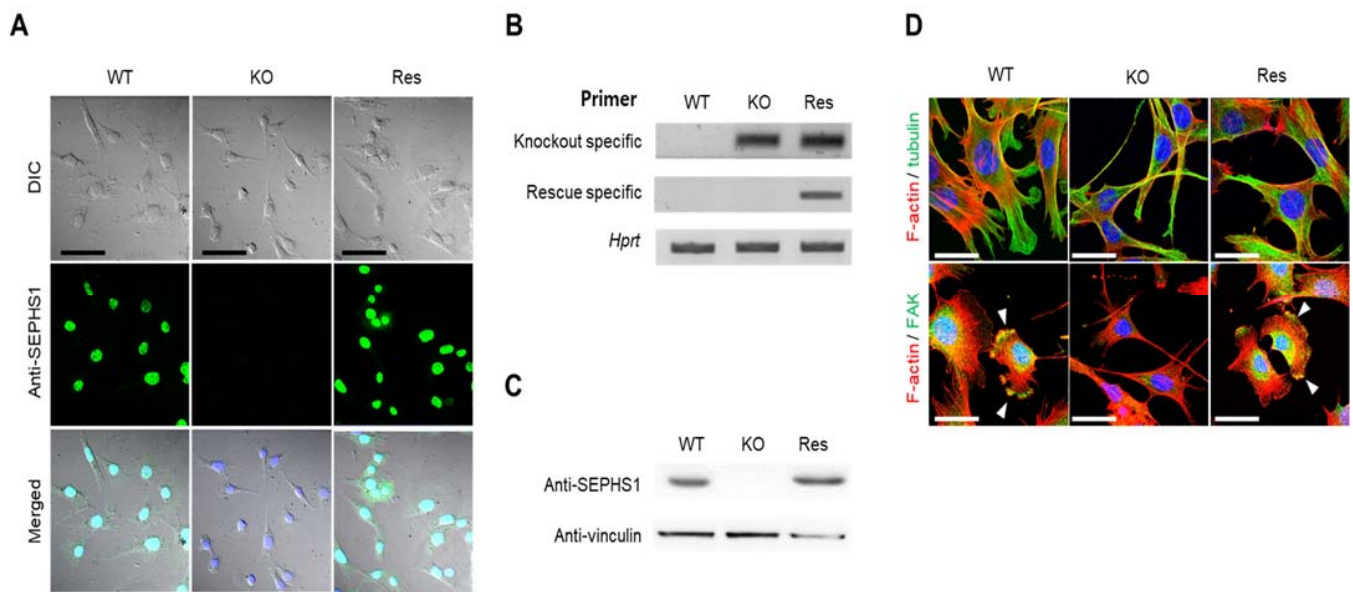 A
WT KO Res
DIC
Anti-SEPHS1
Merged
B
Primer WT KO Res
Knockout specific
Rescue specific
Hprt
C
WT KO Res
Anti-SEPHS1
Anti-vinculin
D
WT KO Res
F-actin / tubulin
F-actin / FAK